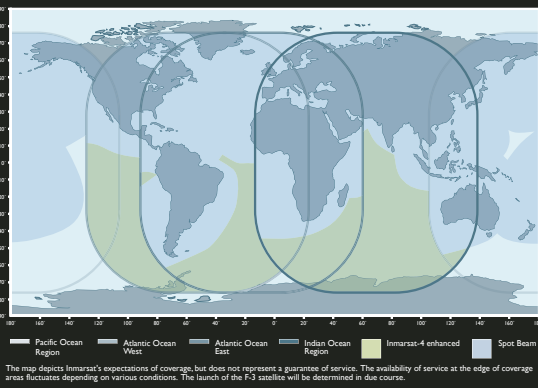 180° 160° 140° 120° 100° 80° 60° 40° 20° 0° 20° 40° 60° 80° 100° 120° 140° 160° 180°
Pacific Ocean
Region
Atlantic Ocean
West
Atlantic Ocean
East
Indian Ocean
Region
Inmarsat-4 enhanced
Spot Beam
The map depicts Inmarsat's expectations of coverage, but does not represent a guarantee of service. The availability of service at the edge of coverage
areas fluctuates depending on various conditions. The launch of the F-3 satellite will be determined in due course.